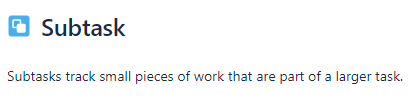 Subtask
Subtasks track small pieces of work that are part of a larger task.